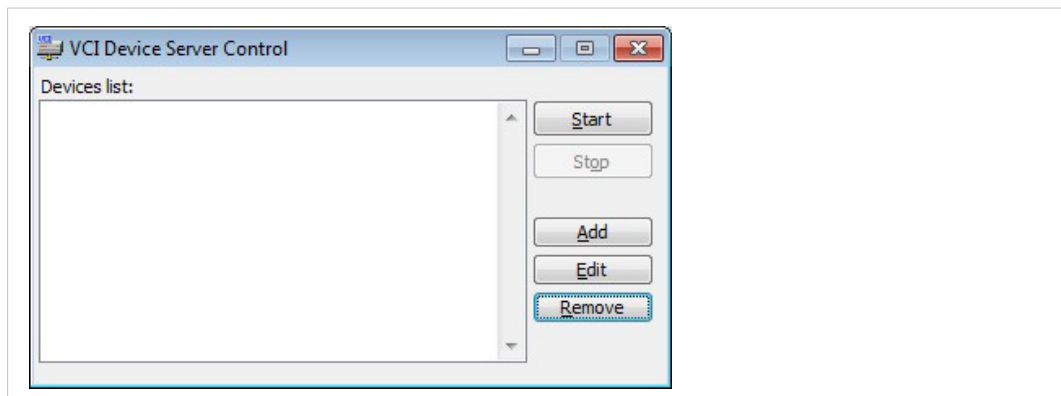 VCI Device Server Control
Devices list:
Start
Stop
Add
Edit
Remove